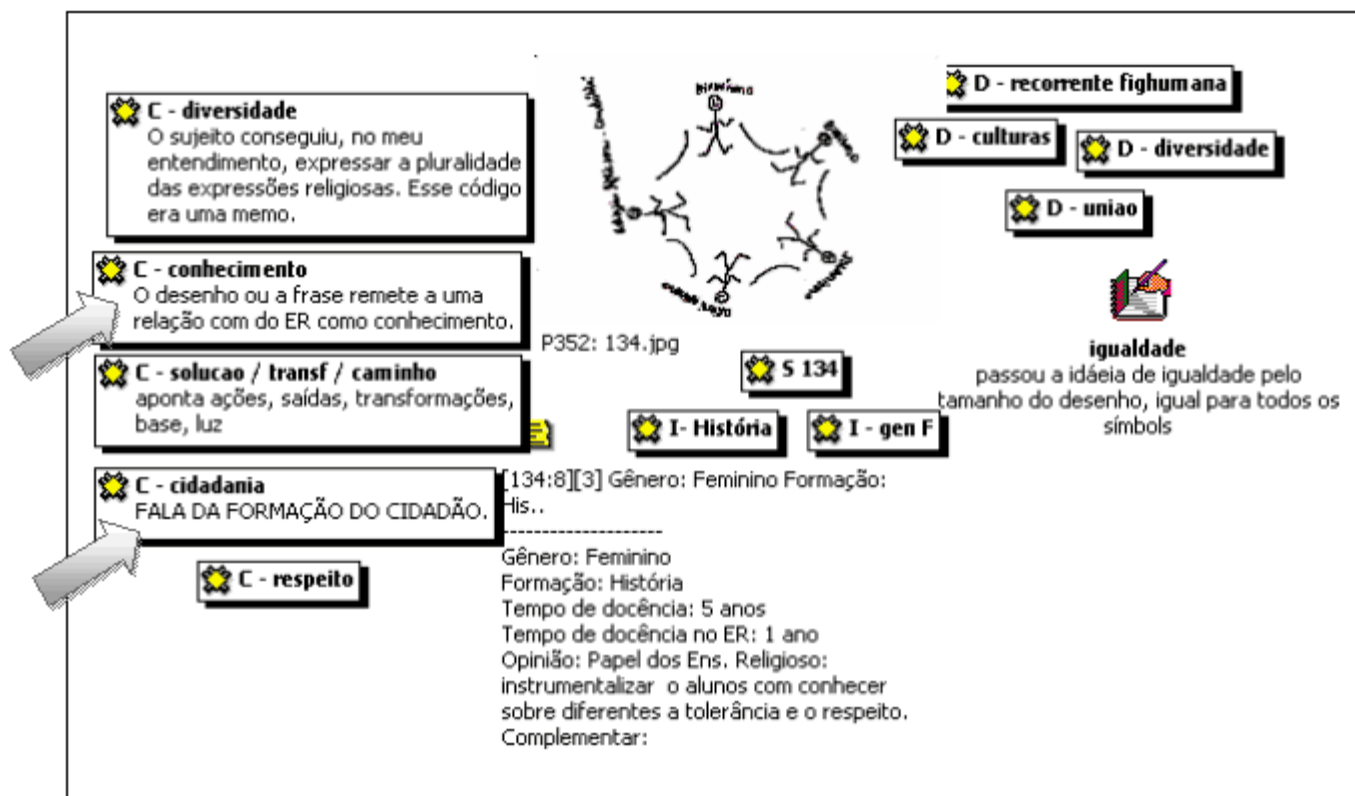 C - diversidade
O sujeito conseguiu, no meu
entendimento, expressar a pluralidade
das expressões religiosas. Esse código
era uma memo.
C - conhecimento
O desenho ou a frase remete a uma
relação com do ER como conhecimento.
C - solucao / transf / caminho
aponta ações, saídas, transformações,
base, luz
C - cidadania
FALA DA FORMAÇÃO DO CIDADÃO.
C - respeito
P352: 134.jpg
S 134
I- História
I - gen F
[134:8][3] Gênero: Feminino Formação:
His..
--------------------
Gênero: Feminino
Formação: História
Tempo de docência: 5 anos
Tempo de docência no ER: 1 ano
Opinião: Papel dos Ens. Religioso:
instrumentalizar o alunos com conhecer
sobre diferentes a tolerância e o respeito.
Complementar:
D - recorrente fighumana
D - culturas
D - diversidade
D - uniao
igualdade
passou a idáeia de igualdade pelo
tamanho do desenho, igual para todos os
símbols